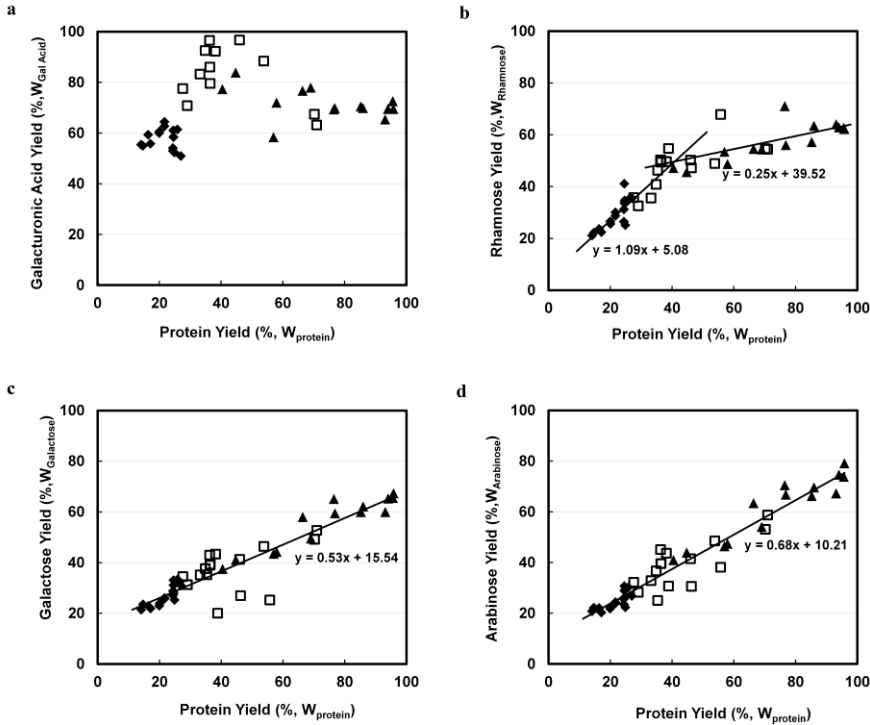 a
100
80
60
40
20
0
Galacturonic Acid Yield (%,WGal Acid)
0 20 40 60 80 100
Protein Yield (%, Wprotein)
b
100
80
60
40
20
0
Rhamnose Yield (%,WRhamnose)
y = 0.25x + 39.52
y = 1.09x + 5.08
0 20 40 60 80 100
Protein Yield (%, Wprotein)
c
100
80
60
40
20
0
Galactose Yield (%,WGalactose)
y = 0.53x + 15.54
0 20 40 60 80 100
Protein Yield (%, Wprotein)
d
100
80
60
40
20
0
Arabinose Yield (%,WArabinose)
y = 0.68x + 10.21
0 20 40 60 80 100
Protein Yield (%, Wprotein)